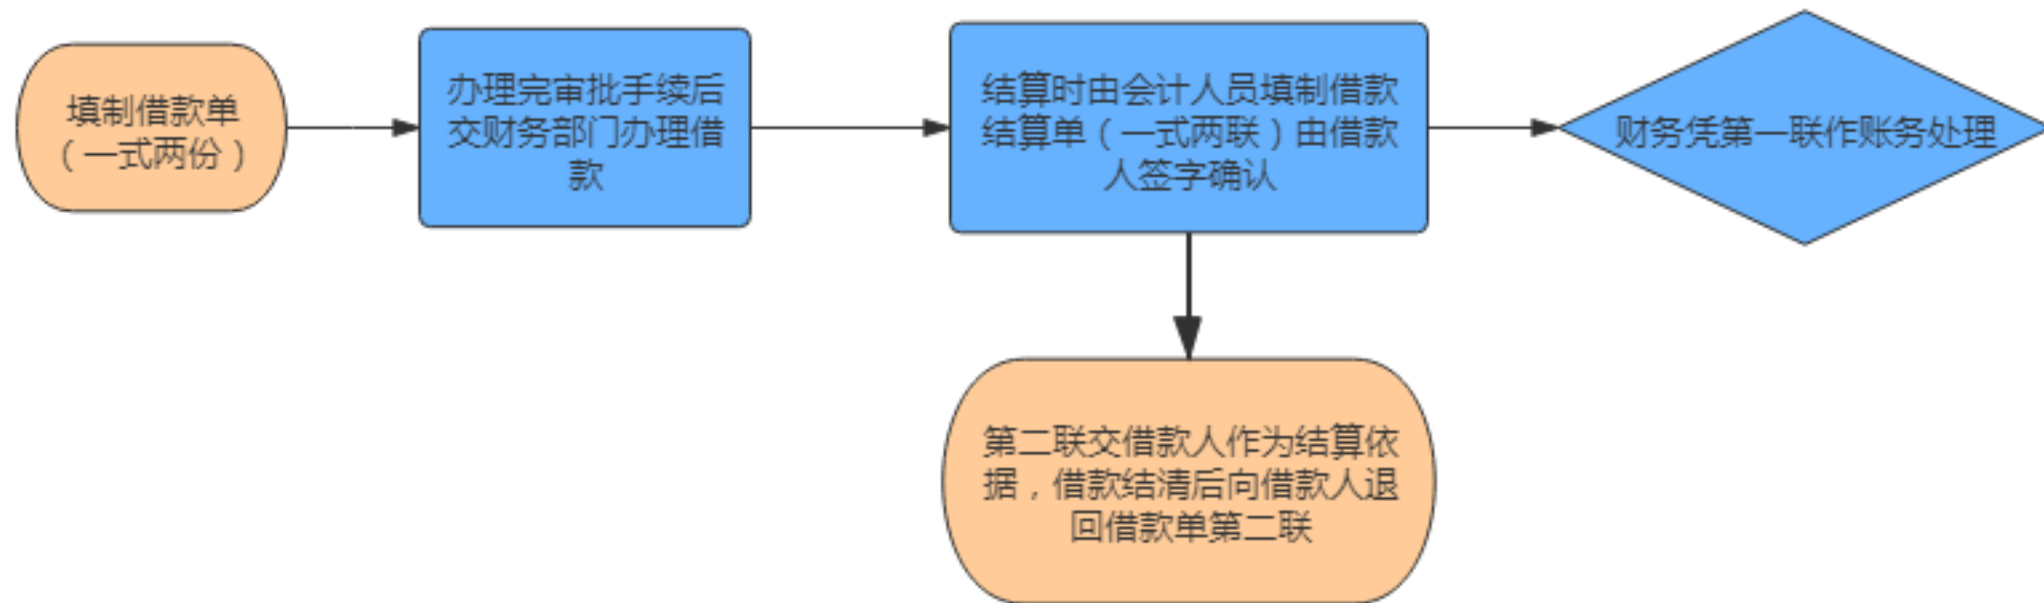 填制借款单
（一式两份）
办理完审批手续后
交财务部门办理借
款
结算时由会计人员填制借款
结算单（一式两联）由借款
人签字确认
财务凭第一联作账务处理
第二联交借款人作为结算依
据，借款结清后向借款人退
回借款单第二联